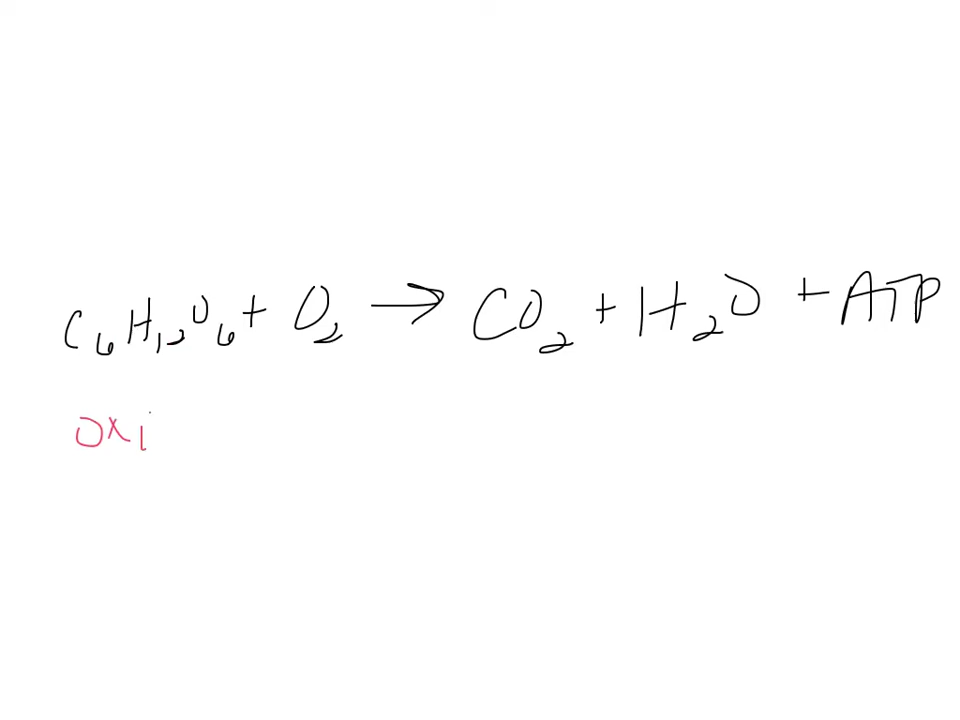 C₆H₁₂O₆ + O₂ → CO₂ + H₂O + ATP
oxi